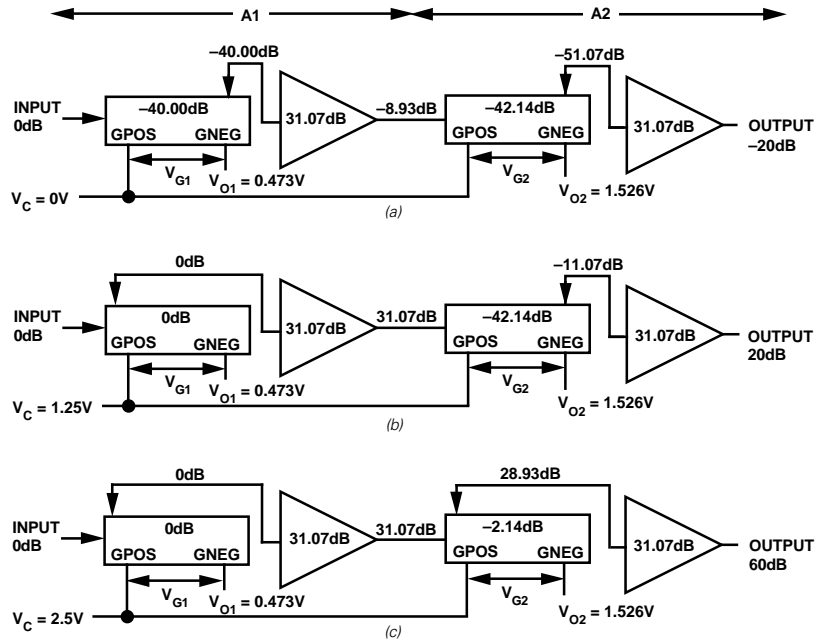 A1 A2
–40.00dB –51.07dB
INPUT
0dB
–40.00dB
GPOS GNEG
31.07dB
–8.93dB
–42.14dB
GPOS GNEG
31.07dB
OUTPUT
–20dB
VG1
VO1 = 0.473V
VG2
VO2 = 1.526V
VC = 0V
(a)
0dB –11.07dB
INPUT
0dB
0dB
GPOS GNEG
31.07dB
31.07dB
–42.14dB
GPOS GNEG
31.07dB
OUTPUT
20dB
VG1
VO1 = 0.473V
VG2
VO2 = 1.526V
VC = 1.25V
(b)
0dB 28.93dB
INPUT
0dB
0dB
GPOS GNEG
31.07dB
31.07dB
–2.14dB
GPOS GNEG
31.07dB
OUTPUT
60dB
VG1
VO1 = 0.473V
VG2
VO2 = 1.526V
VC = 2.5V
(c)